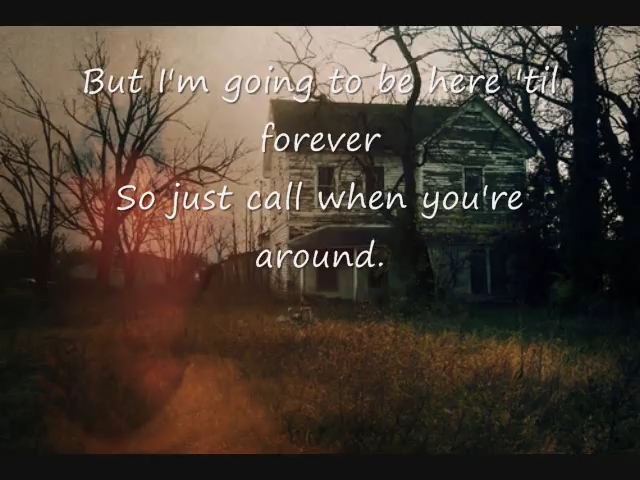 But I'm going to be here 'til
forever
So just call when you're
around.